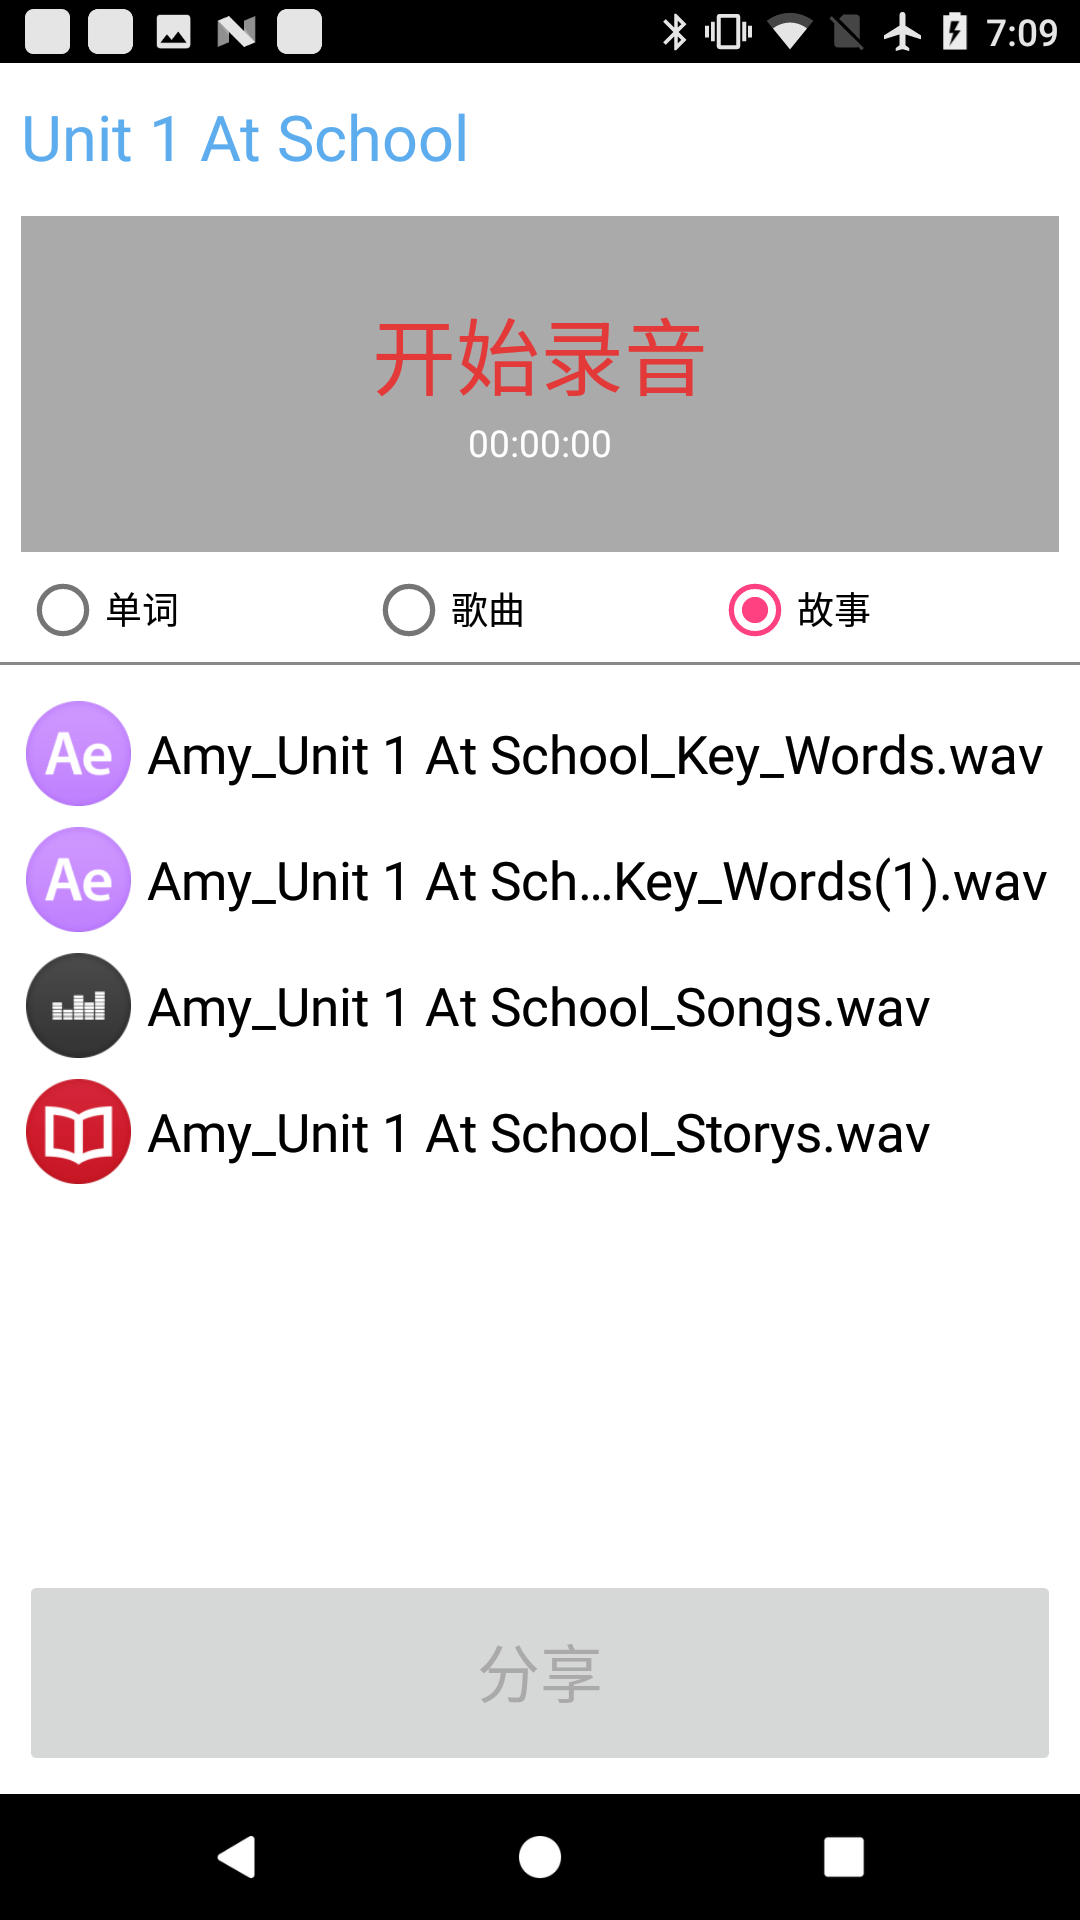 7:09
Unit 1 At School
开始录音
00:00:00
单词 歌曲 故事
Ae Amy_Unit 1 At School_Key_Words.wav
Ae Amy_Unit 1 At Sch...Key_Words(1).wav
Amy_Unit 1 At School_Songs.wav
Amy_Unit 1 At School_Storys.wav
分享